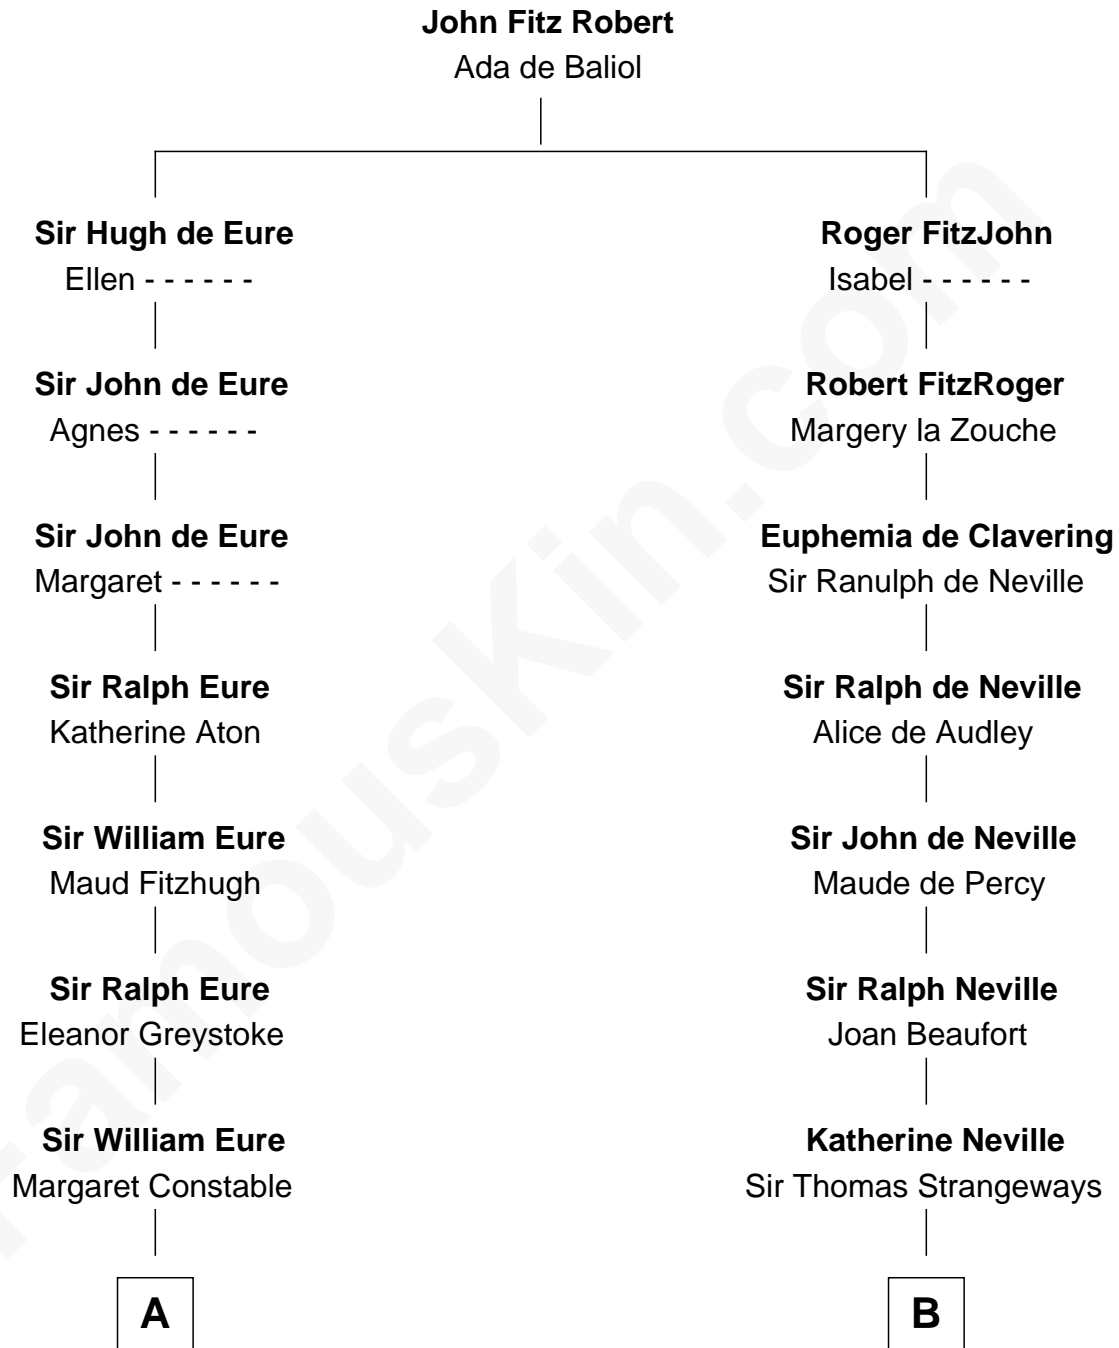 John Fitz Robert
Ada de Baliol
Sir Hugh de Eure
Ellen - - - - - -
Sir John de Eure
Agnes - - - - - -
Sir John de Eure
Margaret - - - - - -
Sir Ralph Eure
Katherine Aton
Sir William Eure
Maud Fitzhugh
Sir Ralph Eure
Eleanor Greystoke
Sir William Eure
Margaret Constable
A
Roger FitzJohn
Isabel - - - - - -
Robert FitzRoger
Margery la Zouche
Euphemia de Clavering
Sir Ranulph de Neville
Sir Ralph de Neville
Alice de Audley
Sir John de Neville
Maude de Percy
Sir Ralph Neville
Joan Beaufort
Katherine Neville
Sir Thomas Strangeways
B
FamousKin.com